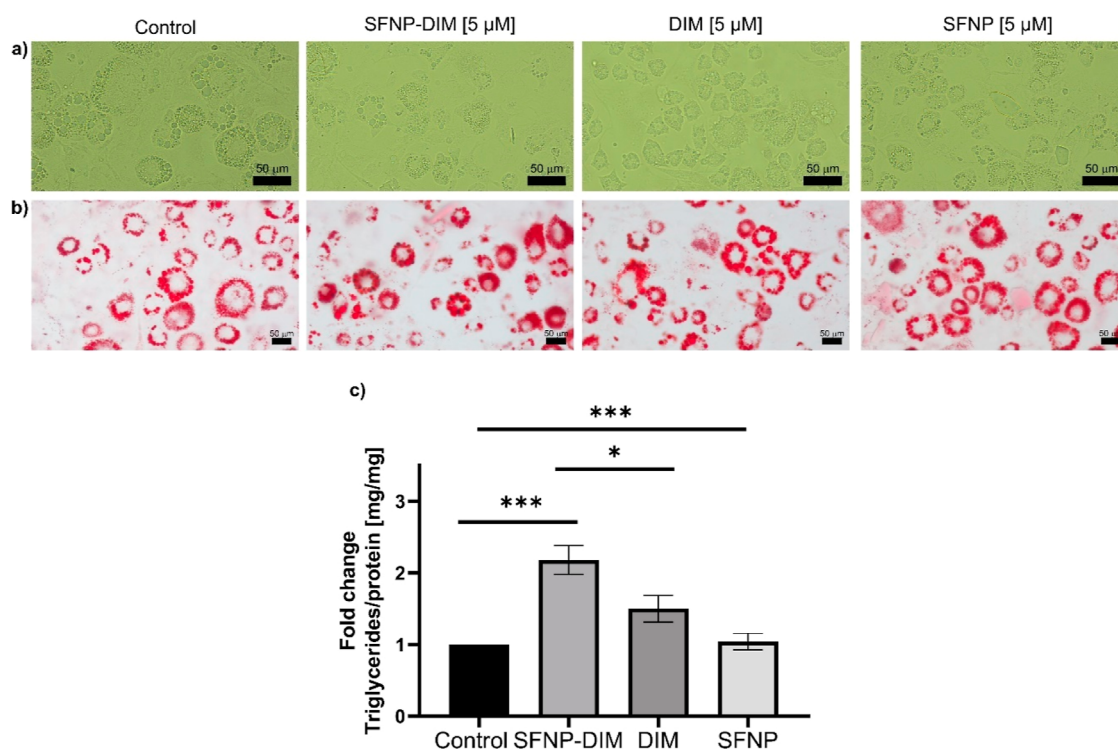 Control SFNP-DIM [5 µM] DIM [5 µM] SFNP [5 µM]
a)
50 µm 50 µm 50 µm 50 µm
b)
50 µm 50 µm 50 µm 50 µm
c)
***
*
***
Fold change
Triglycerides/protein [mg/mg]
3
2
1
0
Control SFNP-DIM DIM SFNP